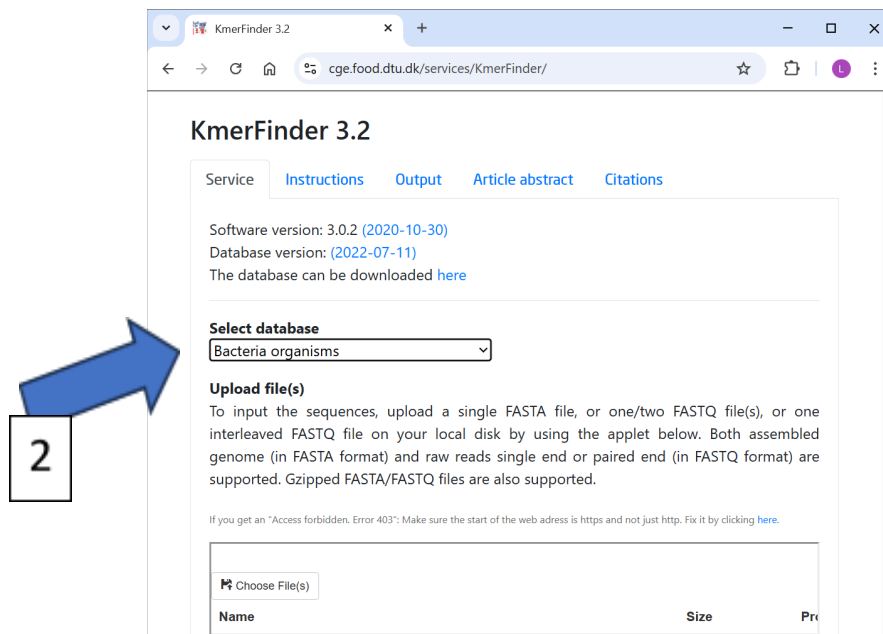 KmerFinder 3.2
cge.food.dtu.dk/services/KmerFinder/
L
KmerFinder 3.2
Service Instructions Output Article abstract Citations
Software version: 3.0.2 (2020-10-30)
Database version: (2022-07-11)
The database can be downloaded here
Select database
Bacteria organisms
Upload file(s)
To input the sequences, upload a single FASTA file, or one/two FASTQ file(s), or one
interleaved FASTQ file on your local disk by using the applet below. Both assembled
genome (in FASTA format) and raw reads single end or paired end (in FASTQ format) are
supported. Gzipped FASTA/FASTQ files are also supported.
2
If you get an "Access forbidden. Error 403": Make sure the start of the web adress is https and not just http. Fix it by clicking here.
Choose File(s)
Name Size